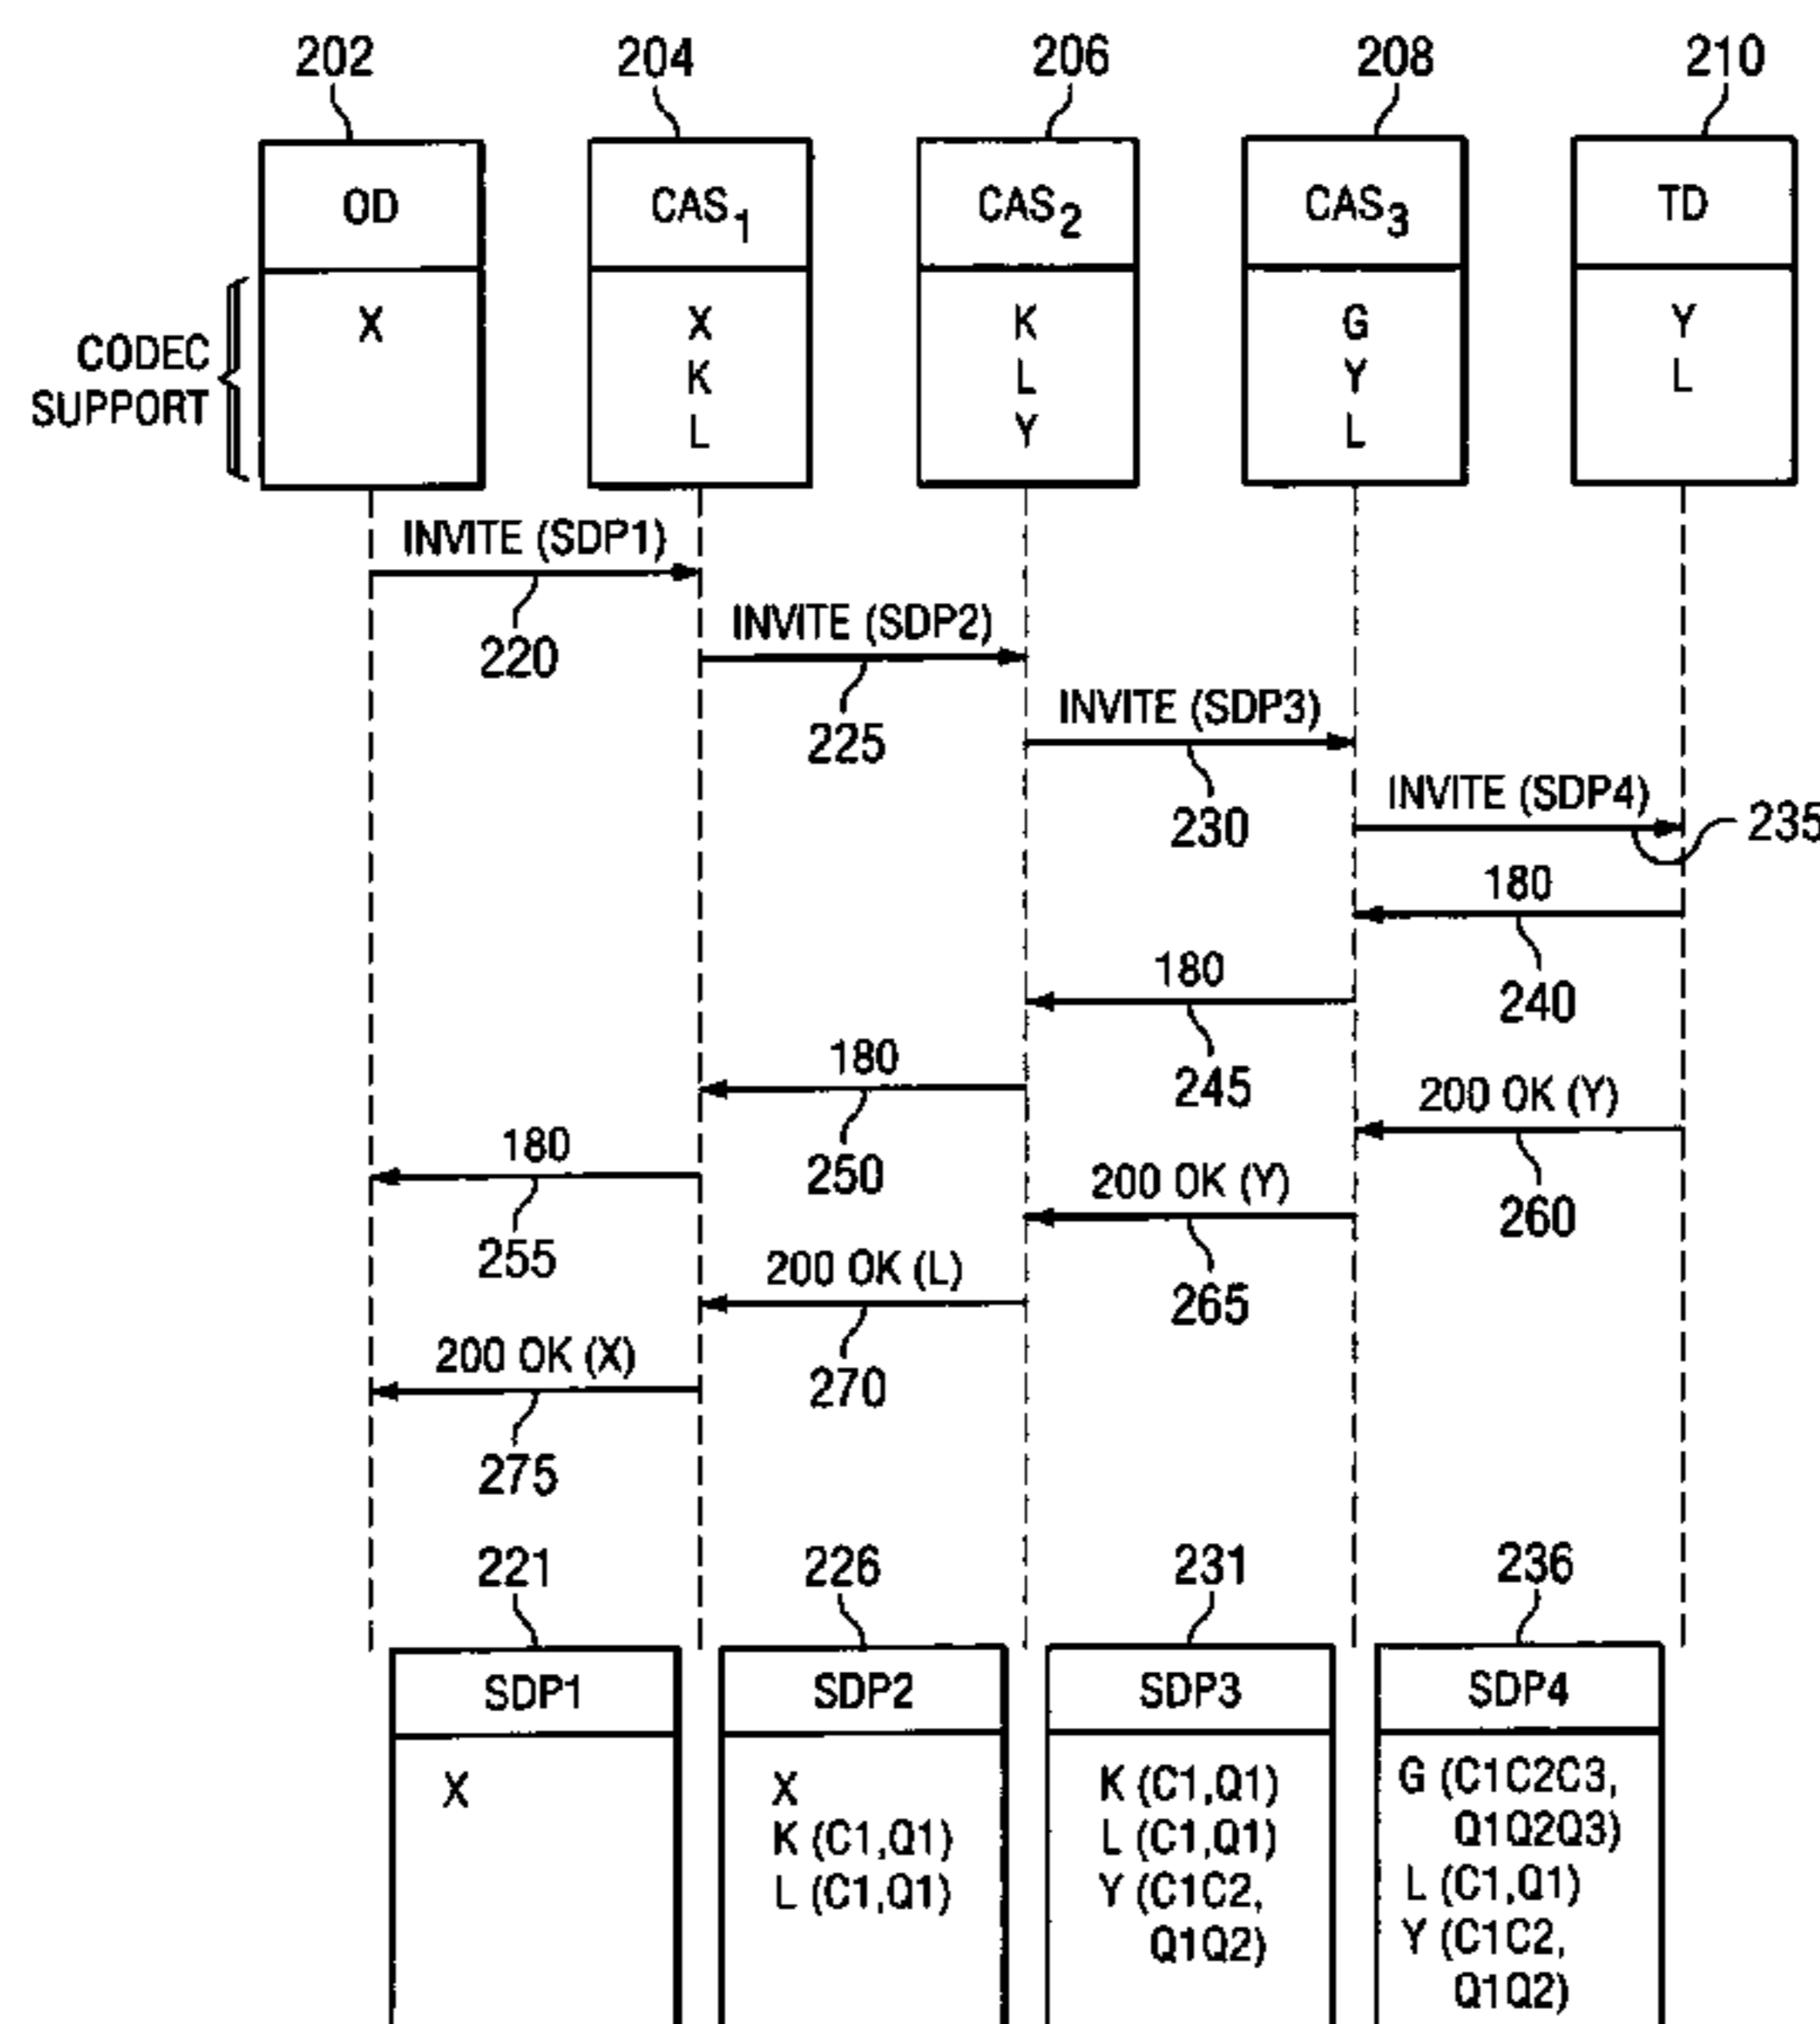 202 204 206 208 210
OD CAS1 CAS2 CAS3 TD
CODEC
SUPPORT
X
X
K
L
K
L
Y
G
Y
L
Y
L
INVITE (SDP1)
220
INVITE (SDP2)
225
INVITE (SDP3)
230
INVITE (SDP4)
235
180
240
180
245
180
250
180
255
200 OK (Y)
260
200 OK (Y)
265
200 OK (L)
270
200 OK (X)
275
221 226 231 236
SDP1
X
SDP2
X
K (C1,Q1)
L (C1,Q1)
SDP3
K (C1,Q1)
L (C1,Q1)
Y (C1C2,
Q1Q2)
SDP4
G (C1C2C3,
Q1Q2Q3)
L (C1,Q1)
Y (C1C2,
Q1Q2)